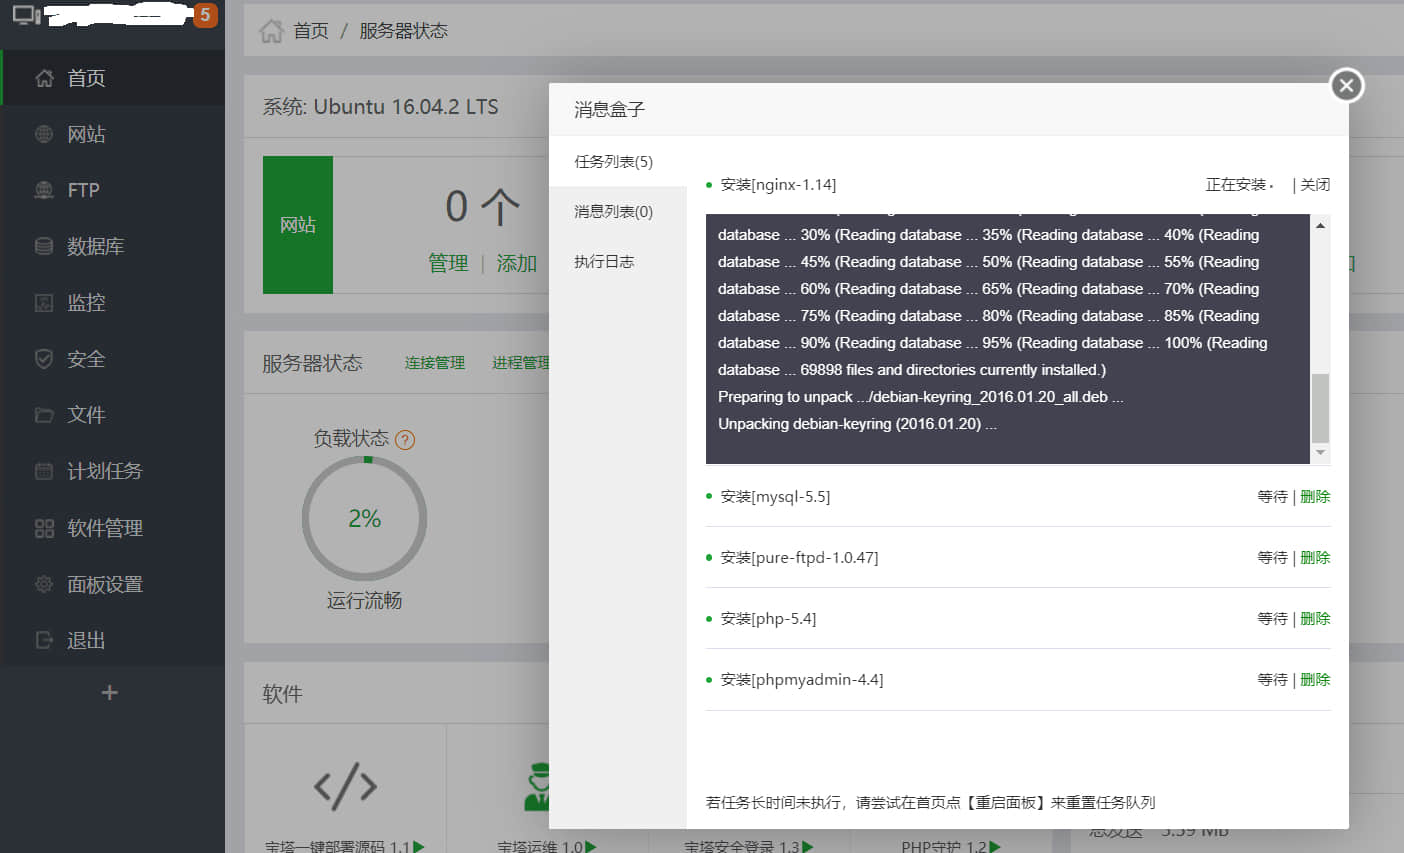 5
首页 / 服务器状态
首页
网站
FTP
数据库
监控
安全
文件
计划任务
软件管理
面板设置
退出
系统: Ubuntu 16.04.2 LTS
网站
0 个
管理 | 添加
服务器状态 连接管理 进程管理
负载状态 ?
2%
运行流畅
软件
宝塔一键部署源码 1.1
宝塔运维 1.0
宝塔安全登录 1.3
PHP守护 1.2
总发送 5.59 MB
消息盒子
任务列表(5)
消息列表(0)
执行日志
安装[nginx-1.14] 正在安装. | 关闭
database ... 30% (Reading database ... 35% (Reading database ... 40% (Reading
database ... 45% (Reading database ... 50% (Reading database ... 55% (Reading
database ... 60% (Reading database ... 65% (Reading database ... 70% (Reading
database ... 75% (Reading database ... 80% (Reading database ... 85% (Reading
database ... 90% (Reading database ... 95% (Reading database ... 100% (Reading
database ... 69898 files and directories currently installed.)
Preparing to unpack .../debian-keyring_2016.01.20_all.deb ...
Unpacking debian-keyring (2016.01.20) ...
安装[mysql-5.5] 等待 | 删除
安装[pure-ftpd-1.0.47] 等待 | 删除
安装[php-5.4] 等待 | 删除
安装[phpmyadmin-4.4] 等待 | 删除
若任务长时间未执行，请尝试在首页点【重启面板】来重置任务队列